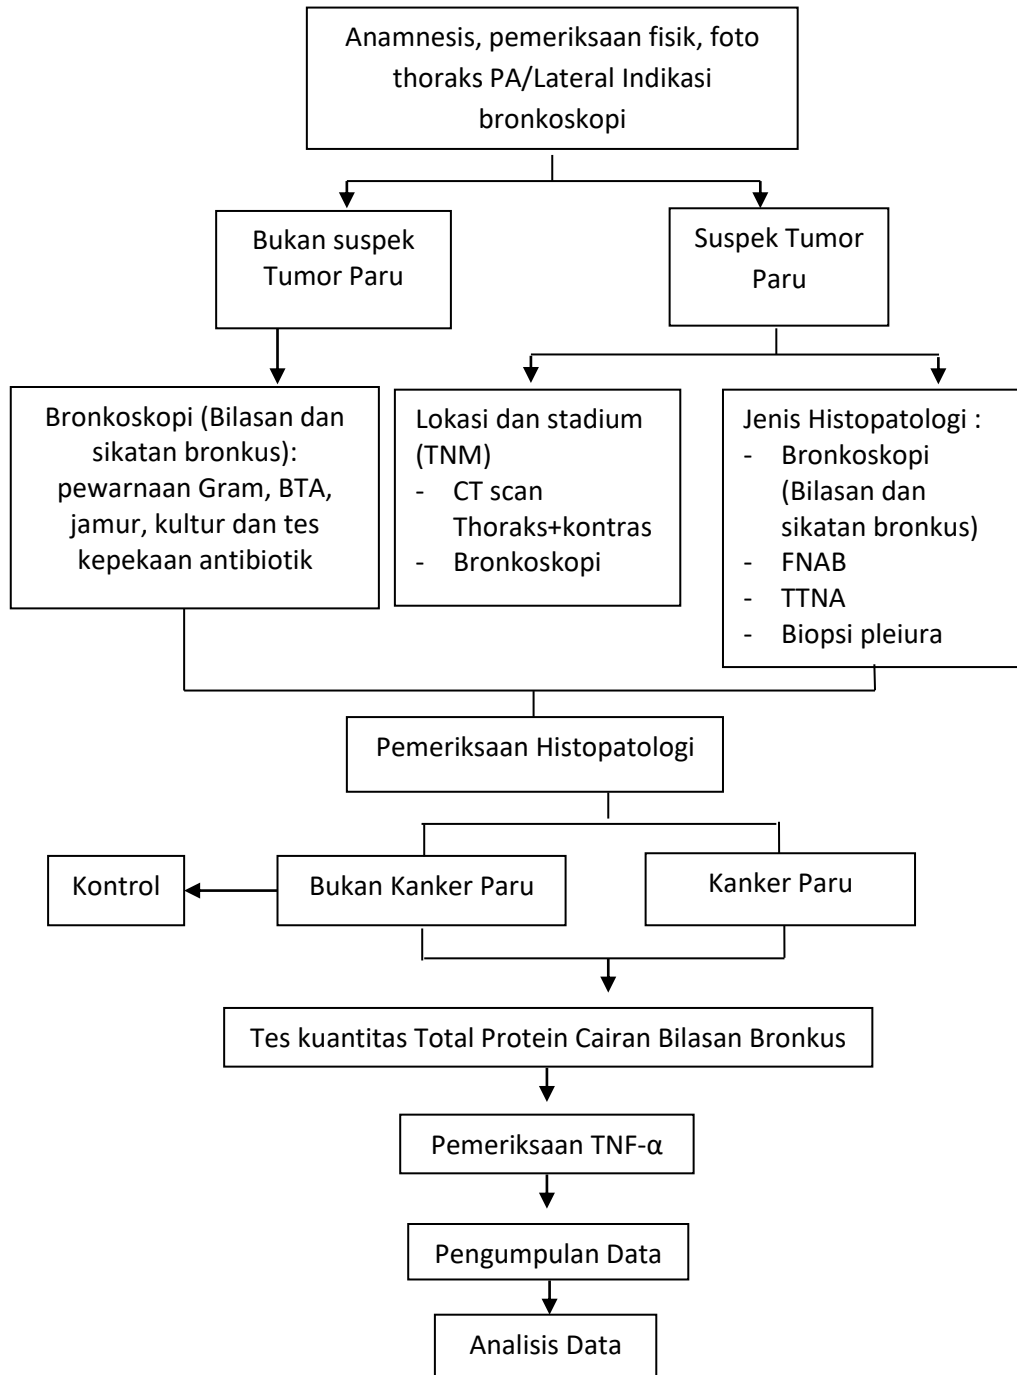 Anamnesis, pemeriksaan fisik, foto
thoraks PA/Lateral Indikasi
bronkoskopi
Bukan suspek
Tumor Paru
Suspek Tumor
Paru
Bronkoskopi (Bilasan dan
sikatan bronkus):
pewarnaan Gram, BTA,
jamur, kultur dan tes
kepekaan antibiotik
Lokasi dan stadium
(TNM)
- CT scan
Thoraks+kontras
- Bronkoskopi
Jenis Histopatologi :
- Bronkoskopi
(Bilasan dan
sikatan bronkus)
- FNAB
- TTNA
- Biopsi pleiura
Pemeriksaan Histopatologi
Kontrol
Bukan Kanker Paru
Kanker Paru
Tes kuantitas Total Protein Cairan Bilasan Bronkus
Pemeriksaan TNF-α
Pengumpulan Data
Analisis Data